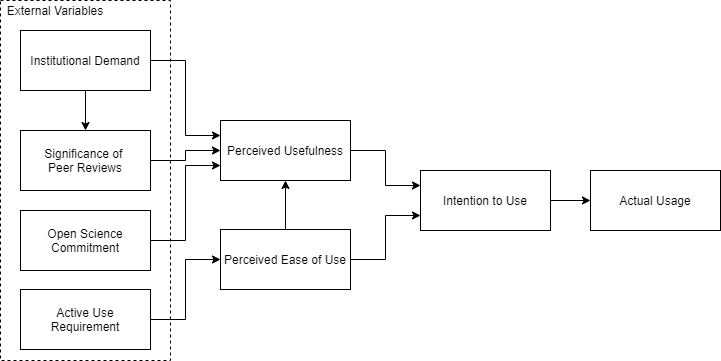 External Variables
Institutional Demand
Significance of
Peer Reviews
Open Science
Commitment
Active Use
Requirement
Perceived Usefulness
Perceived Ease of Use
Intention to Use
Actual Usage